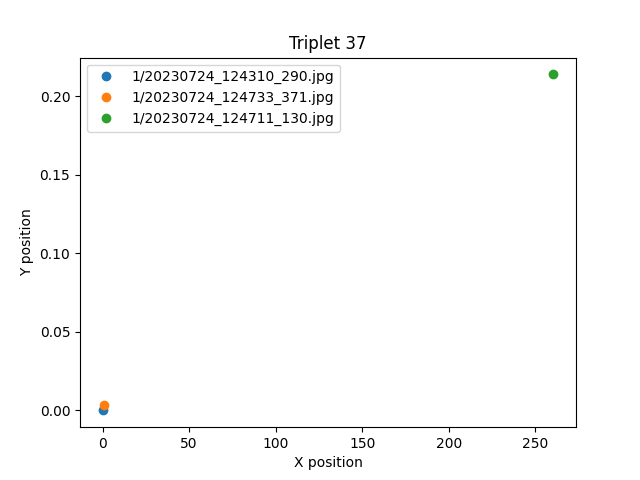 Triplet 37
1/20230724_124310_290.jpg
1/20230724_124733_371.jpg
1/20230724_124711_130.jpg
0.20
0.15
0.10
0.05
0.00
Y position
0
50
100
150
200
250
X position